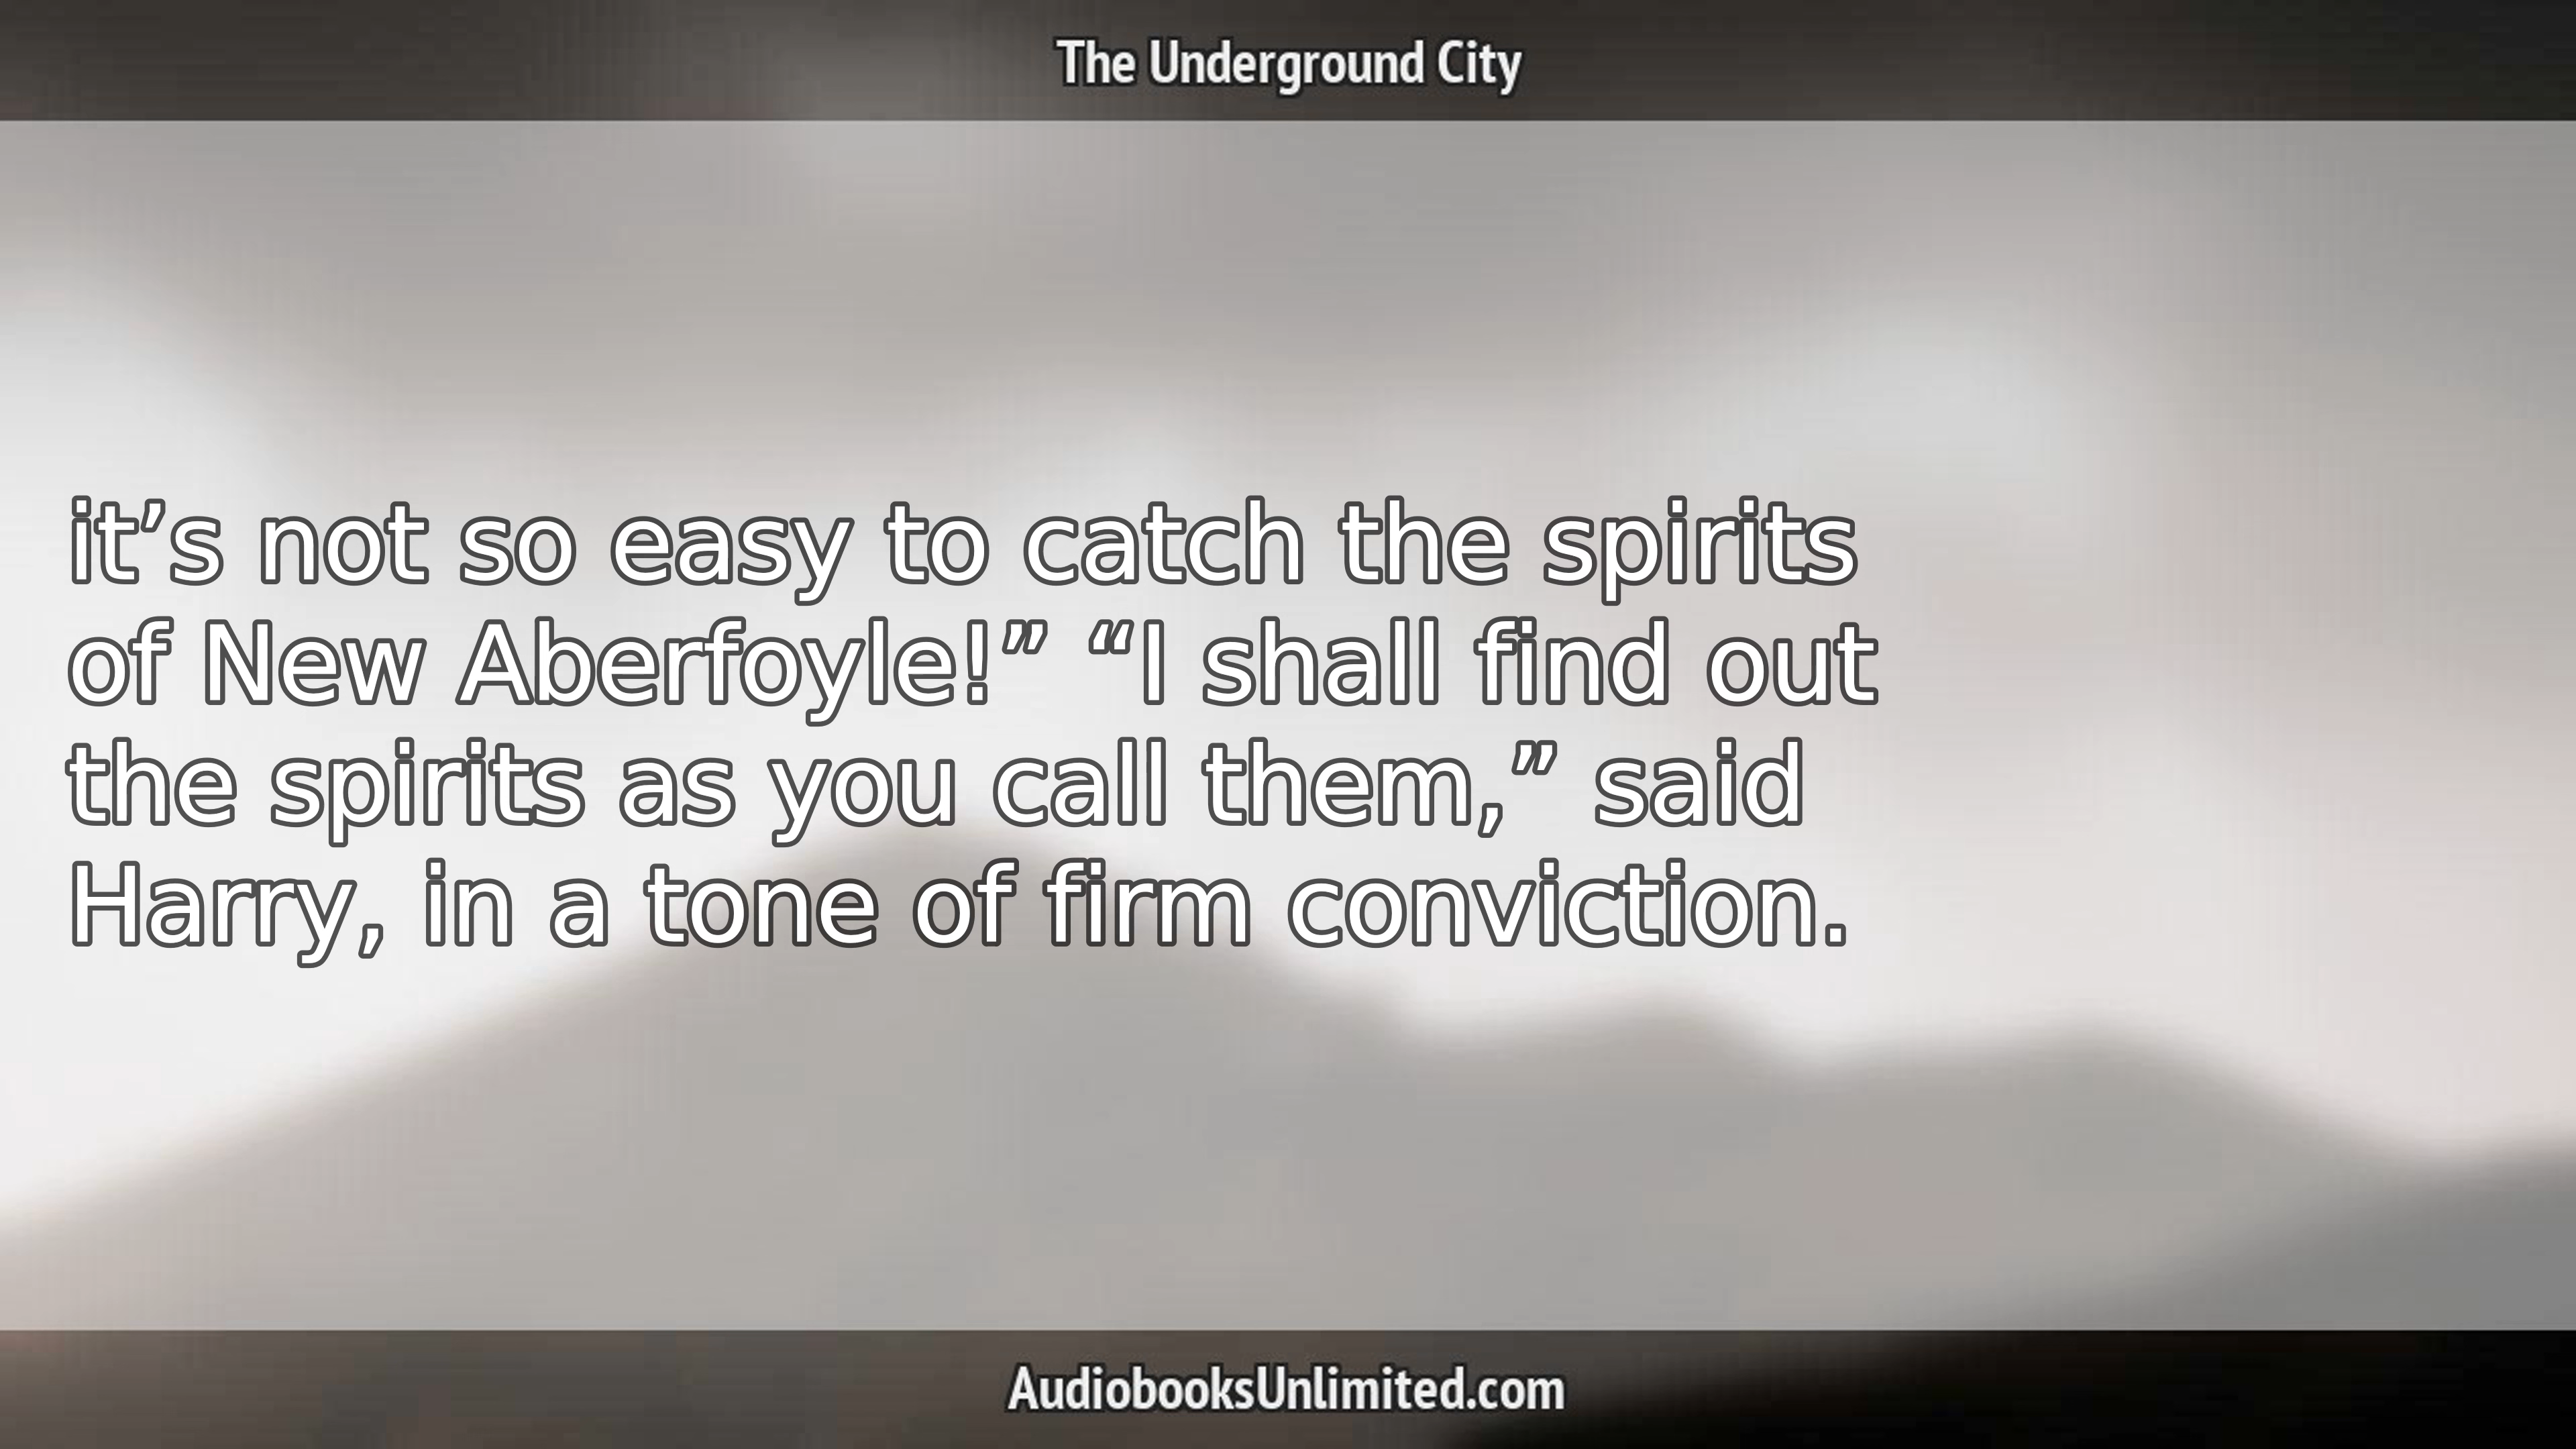 The Underground City
it’s not so easy to catch the spirits
of New Aberfoyle!” “I shall find out
the spirits as you call them,” said
Harry, in a tone of firm conviction.
AudiobooksUnlimited.com